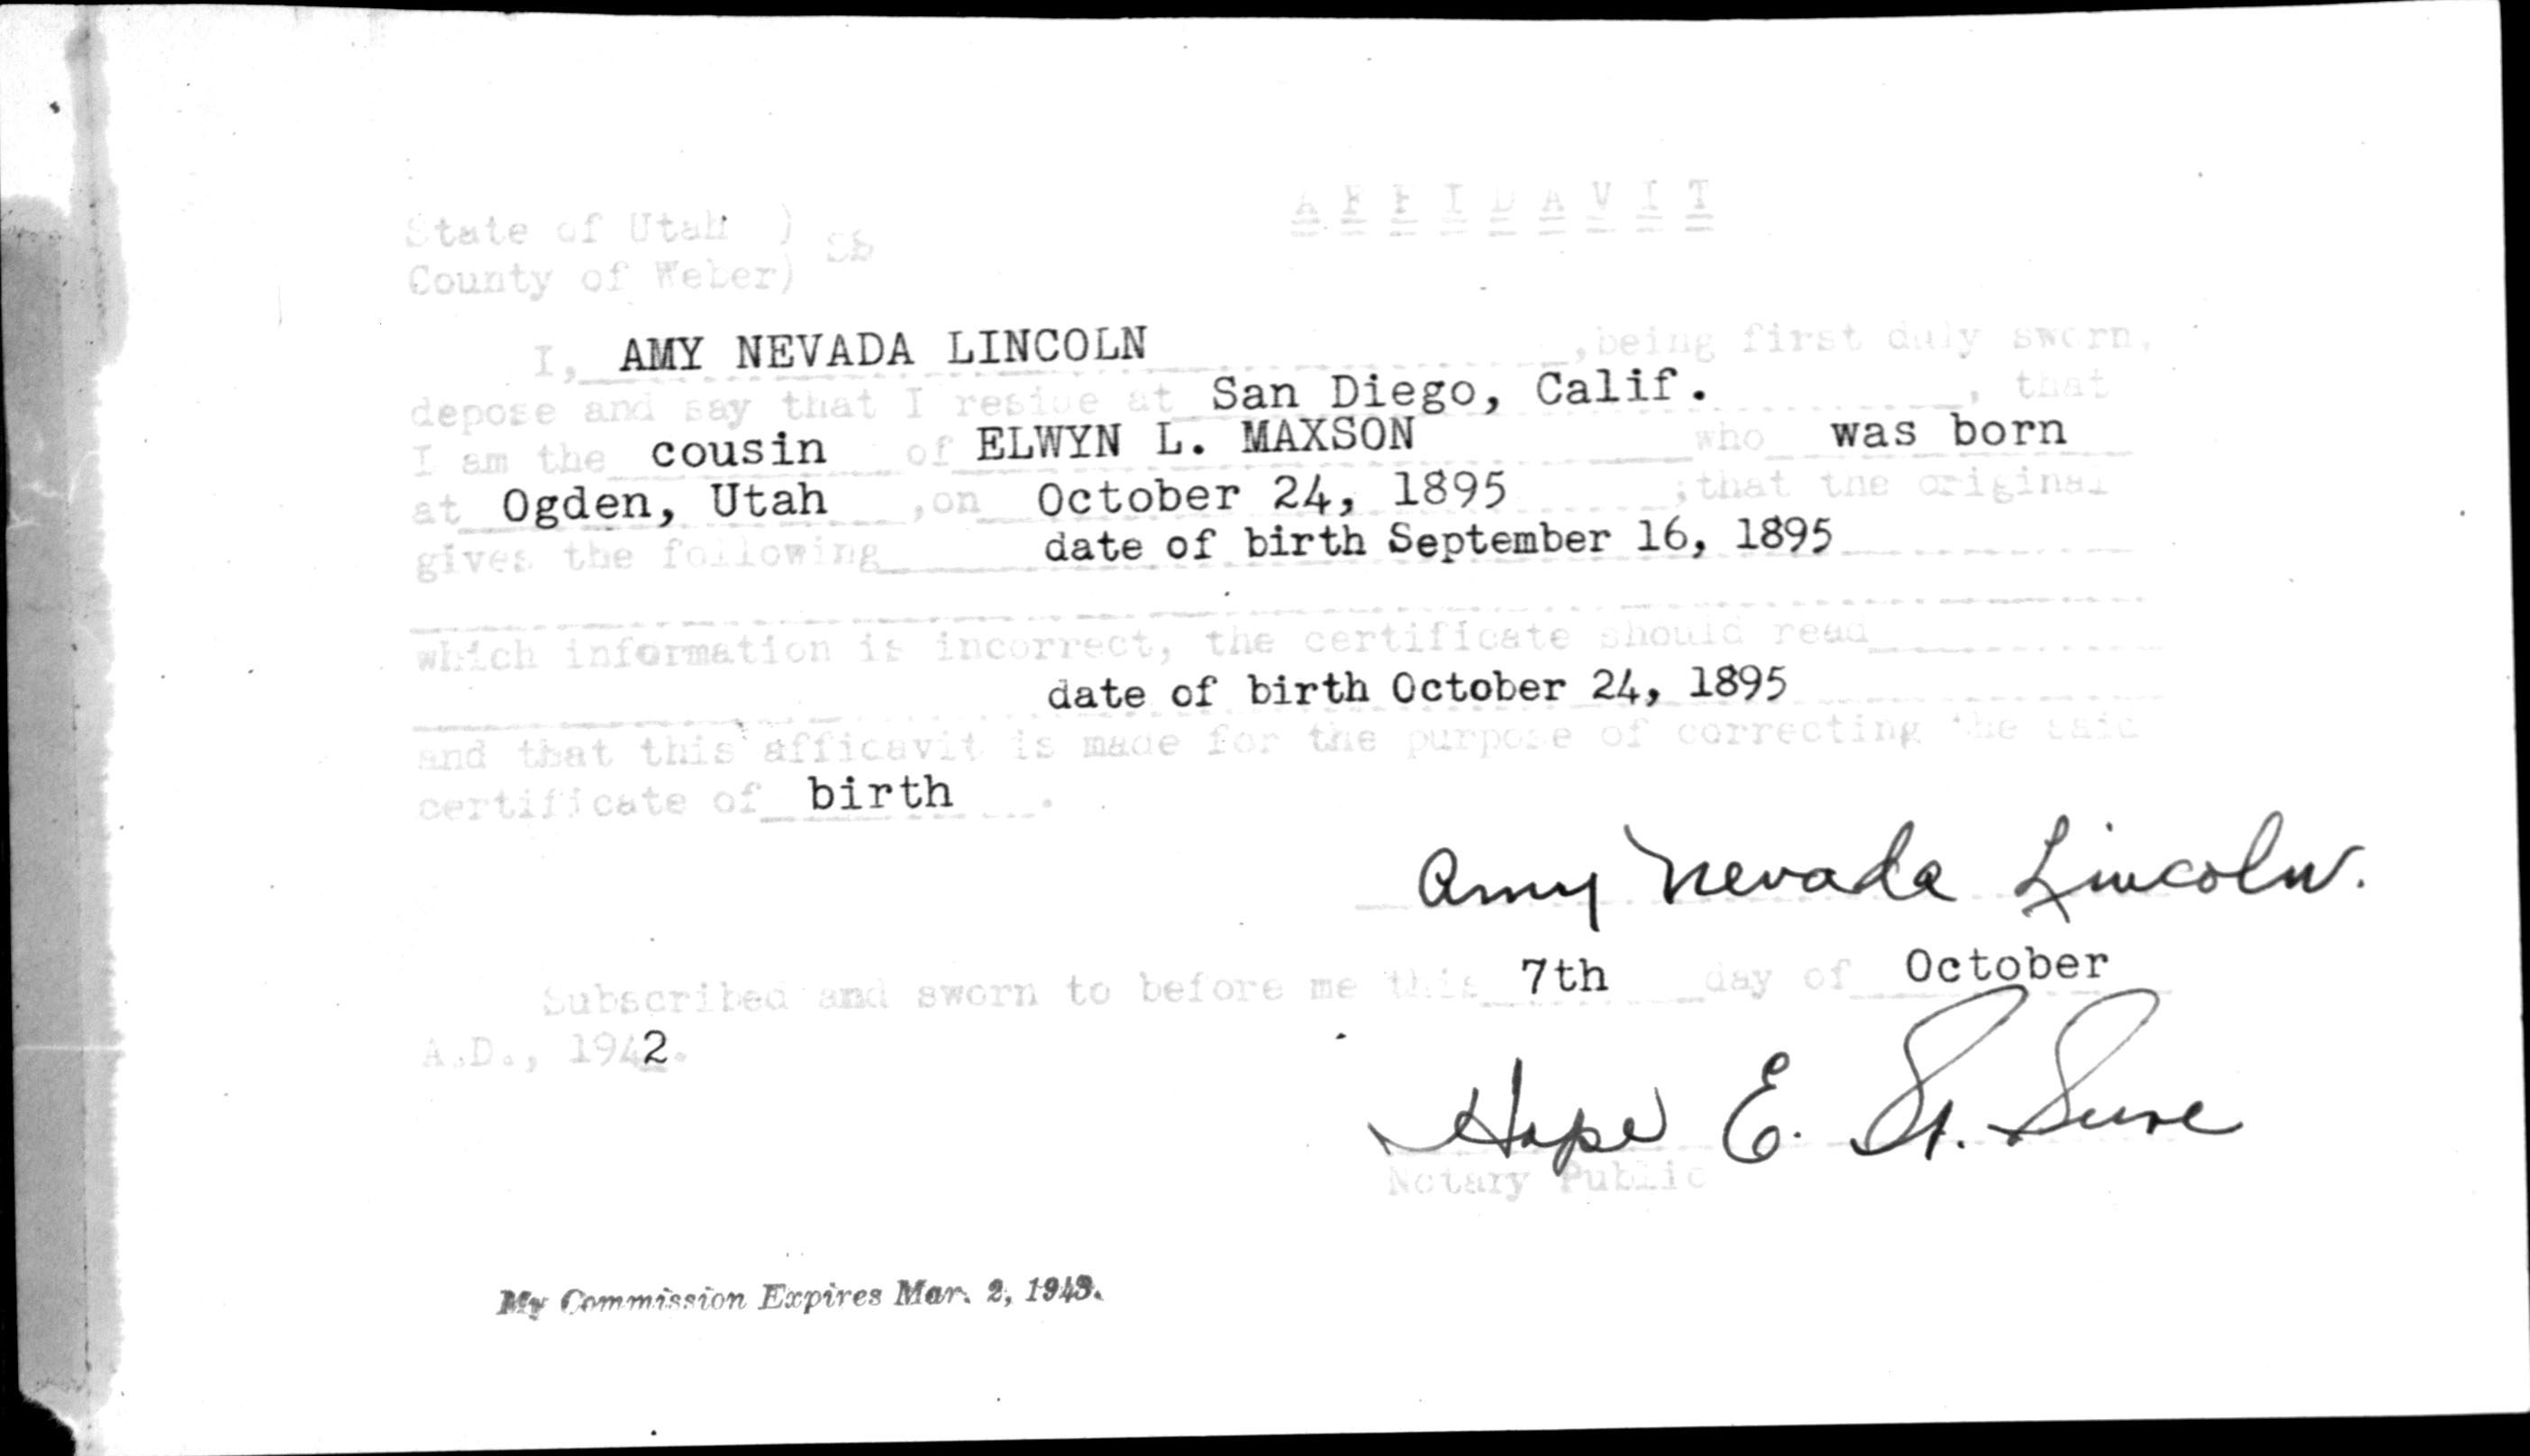 AFFIDAVIT
State of Utah )
SS
County of Weber)
I, AMY NEVADA LINCOLN ,being first duly sworn,
depose and say that I reside at San Diego, Calif. , that
I am the cousin of ELWYN L. MAXSON who was born
at Ogden, Utah ,on October 24, 1895 ;that the original
gives the following date of birth September 16, 1895
which information is incorrect, the certificate should read
date of birth October 24, 1895
and that this afficavit is made for the purpose of correcting the said
certificate of birth .
Amy Nevada Lincoln.
Subscribed and sworn to before me this 7th day of October
A.D., 1942.
Hope E. St. Sure
Notary Public
My Commission Expires Mar. 2, 1943.